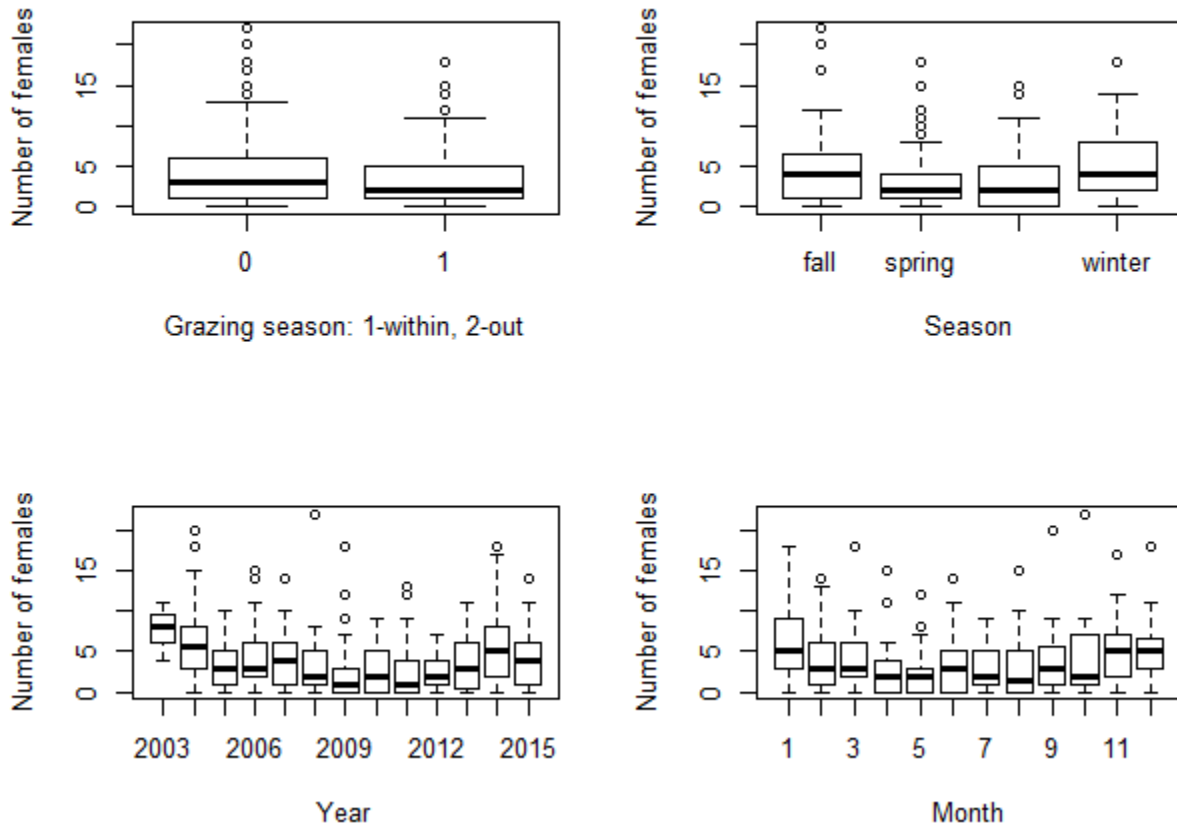 Number of females
15
5
0
0 1
Grazing season: 1-within, 2-out
Number of females
15
5
0
fall spring winter
Season
Number of females
15
5
0
2003 2006 2009 2012 2015
Year
Number of females
15
5
0
1 3 5 7 9 11
Month